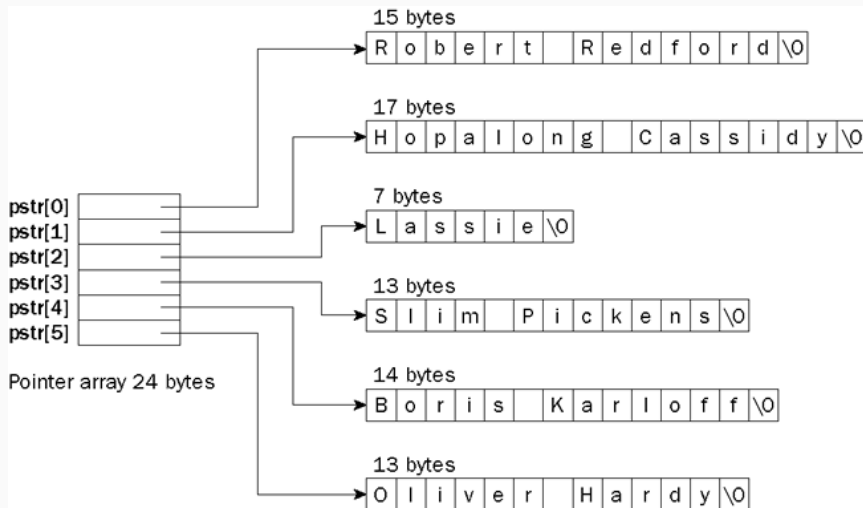 15 bytes
R o b e r t R e d f o r d \0
17 bytes
H o p a l o n g C a s s i d y \0
7 bytes
pstr[0]
pstr[1]
L a s s i e \0
pstr[2]
pstr[3]
13 bytes
pstr[4]
S l i m P i c k e n s \0
pstr[5]
Pointer array 24 bytes
14 bytes
B o r i s K a r l o f f \0
13 bytes
O l i v e r H a r d y \0